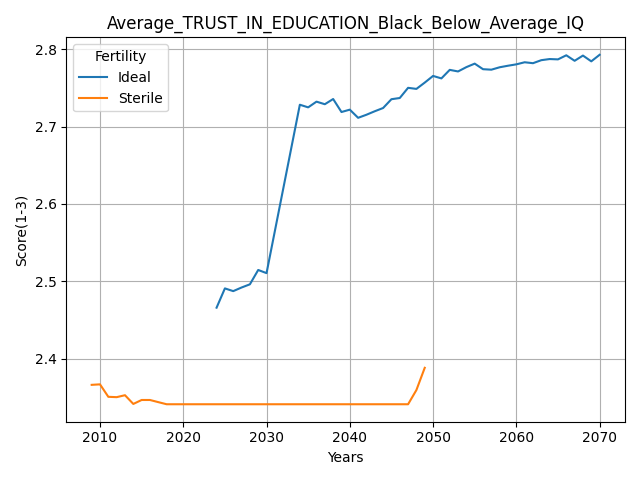 Average_TRUST_IN_EDUCATION_Black_Below_Average_IQ
Fertility
Ideal
Sterile
Score(1-3)
2.8
2.7
2.6
2.5
2.4
2010 2020 2030 2040 2050 2060 2070
Years